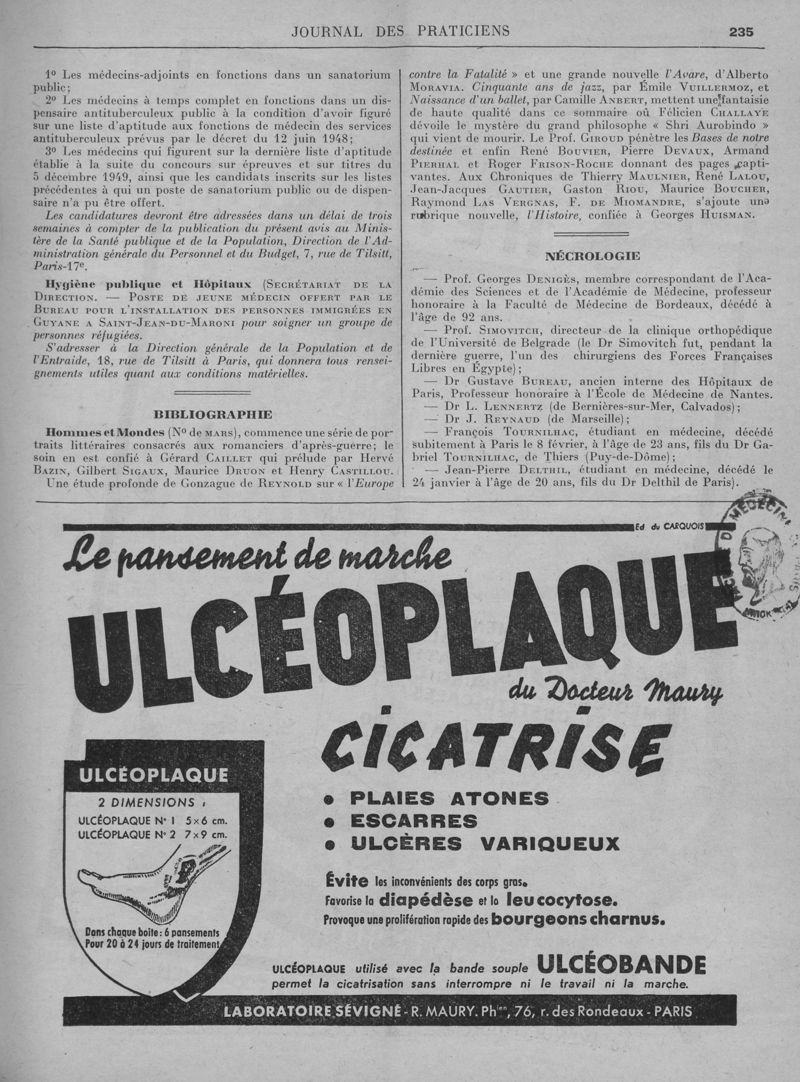 JOURNAL DES PRATICIENS
235
1º Les médecins-adjoints en fonctions dans un sanatorium
public;
2º Les médecins à temps complet en fonctions dans un dis-
pensaire antituberculeux public à la condition d'avoir figuré
sur une liste d'aptitude aux fonctions de médecin des services
antituberculeux prévus par le décret du 12 juin 1948;
3º Les médecins qui figurent sur la dernière liste d'aptitude
établie à la suite du concours sur épreuves et sur titres du
5 décembre 1949, ainsi que les candidats inscrits sur les listes
précédentes à qui un poste de sanatorium public ou de dispen-
saire n'a pu être offert.
Les candidatures devront être adressées dans un délai de trois
semaines à compter de la publication du présent avis au Minis-
tère de la Santé publique et de la Population, Direction de l'Ad-
ministration générale du Personnel et du Budget, 7, rue de Tilsitt,
Paris-17e.
Hygiène publique et Hôpitaux (SECRÉTARIAT DE LA
DIRECTION. — POSTE DE JEUNE MÉDECIN OFFERT PAR LE
BUREAU POUR L'INSTALLATION DES PERSONNES IMMIGRÉES EN
GUYANE A SAINT-JEAN-DU-MARONI pour soigner un groupe de
personnes réfugiées.
S'adresser à la Direction générale de la Population et de
l'Entraide, 18, rue de Tilsitt à Paris, qui donnera tous rensei-
gnements utiles quant aux conditions matérielles.
BIBLIOGRAPHIE
Hommes et Mondes (Nº de MARS), commence une série de por-
traits littéraires consacrés aux romanciers d'après-guerre; le
soin en est confié à Gérard CAILLET qui prélude par Hervé
BAZIN, Gilbert SIGAUX, Maurice DRUON et Henry CASTILLOU.
Une étude profonde de Gonzague de REYNOLD sur « l'Europe
contre la Fatalité » et une grande nouvelle l'Avare, d'Alberto
MORAVIA. Cinquante ans de jazz, par Émile VUILLERMOZ, et
Naissance d'un ballet, par Camille ANBERT, mettent une fantaisie
de haute qualité dans ce sommaire où Félicien CHALLAYE
dévoile le mystère du grand philosophe « Shri Aurobindo »
qui vient de mourir. Le Prof. GIROUD pénètre les Bases de notre
destinée et enfin René BOUVIER, Pierre DEVAUX, Armand
PIERHAL et Roger FRISON-ROCHE donnant des pages capti-
vantes. Aux Chroniques de Thierry MAULNIER, René LALOU,
Jean-Jacques GAUTIER, Gaston RIOU, Maurice BOUCHER,
Raymond LAS VERGNAS, F. DE MIOMANDRE, s'ajoute une
rubrique nouvelle, l'Histoire, confiée à Georges HUISMAN.
NÉCROLOGIE
— Prof. Georges DENIGÈS, membre correspondant de l'Aca-
démie des Sciences et de l'Académie de Médecine, professeur
honoraire à la Faculté de Médecine de Bordeaux, décédé à
l'âge de 92 ans.
— Prof. SIMOVITCH, directeur de la clinique orthopédique
de l'Université de Belgrade (le Dr Simovitch fut, pendant la
dernière guerre, l'un des chirurgiens des Forces Françaises
Libres en Égypte);
— Dr Gustave BUREAU, ancien interne des Hôpitaux de
Paris, Professeur honoraire à l'École de Médecine de Nantes.
— Dr L. LENNERTZ (de Bernières-sur-Mer, Calvados);
— Dr J. REYNAUD (de Marseille);
— François TOURNILHAC, étudiant en médecine, décédé
subitement à Paris le 8 février, à l'âge de 23 ans, fils du Dr Ga-
briel TOURNILHAC, de Thiers (Puy-de-Dôme);
— Jean-Pierre DELTHIL, étudiant en médecine, décédé le
24 janvier à l'âge de 20 ans, fils du Dr Delthil de Paris).
Ed du CARQUOIS
Le pansement de marche
ULCÉOPLAQUE
du Docteur Maury
CICATRISE
• PLAIES ATONES
• ESCARRES
• ULCÈRES VARIQUEUX
ULCÉOPLAQUE
2 DIMENSIONS :
ULCÉOPLAQUE Nº 1 5x6 cm.
ULCÉOPLAQUE Nº 2 7x9 cm.
Dans chaque boîte : 6 pansements
Pour 20 à 24 jours de traitement
Évite les inconvénients des corps gras.
Favorise la diapédèse et la leucocytose.
Provoque une prolifération rapide des bourgeons charnus.
ULCÉOPLAQUE utilisé avec la bande souple ULCÉOBANDE
permet la cicatrisation sans interrompre ni le travail ni la marche.
LABORATOIRE SÉVIGNÉ - R. MAURY. Phien, 76, r. des Rondeaux - PARIS